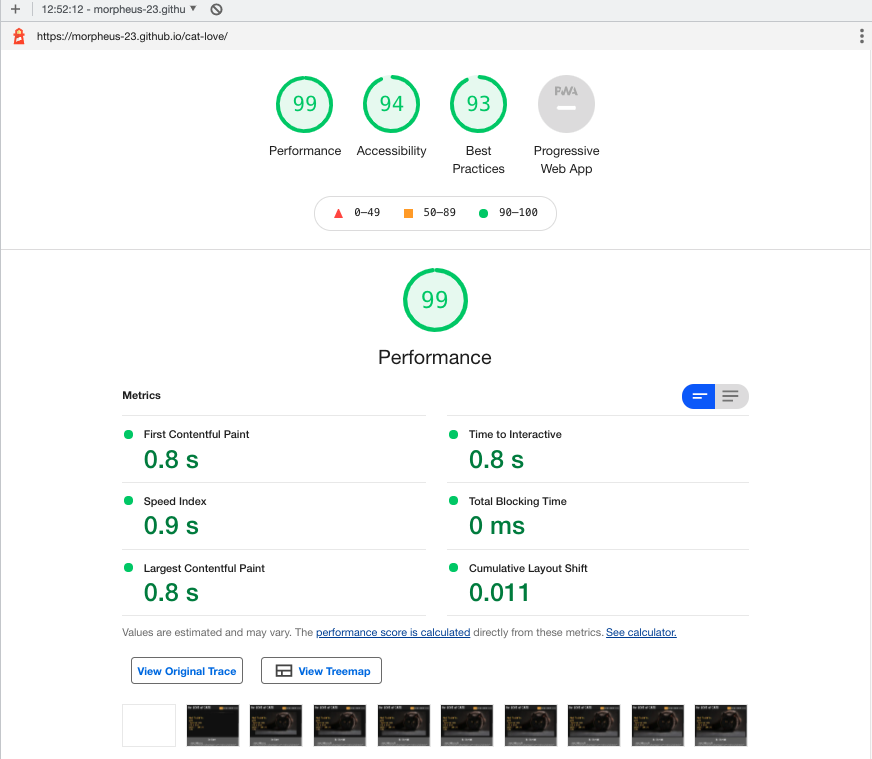 12:52:12 - morpheus-23.githu
https://morpheus-23.github.io/cat-love/
99
94
93
PWA
Performance
Accessibility
Best
Practices
Progressive
Web App
0–49
50–89
90–100
99
Performance
Metrics
First Contentful Paint
0.8 s
Time to Interactive
0.8 s
Speed Index
0.9 s
Total Blocking Time
0 ms
Largest Contentful Paint
0.8 s
Cumulative Layout Shift
0.011
Values are estimated and may vary. The performance score is calculated directly from these metrics. See calculator.
View Original Trace
View Treemap